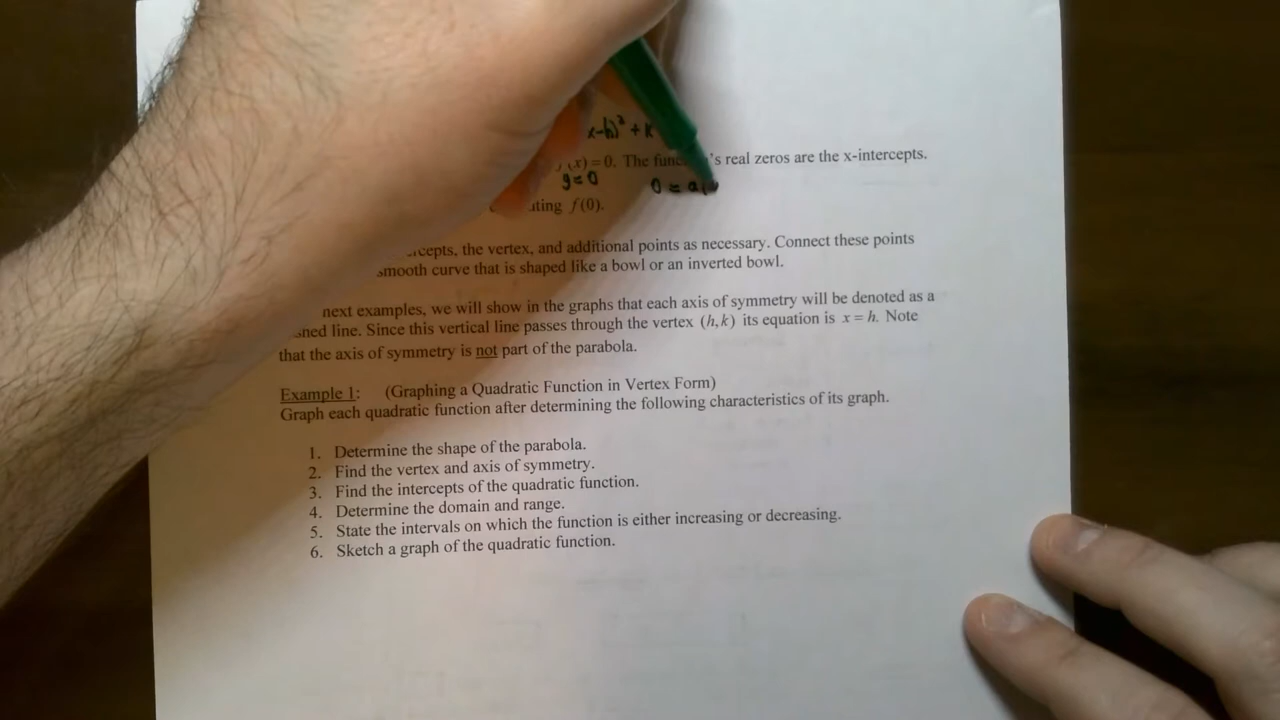 x-h)² + k
(x) = 0. The 's real zeros are the x-intercepts.
y = 0 0 = a(
f(0).
the vertex, and additional points as necessary. Connect these points
smooth curve that is shaped like a bowl or an inverted bowl.
next examples, we will show in the graphs that each axis of symmetry will be denoted as a
line. Since this vertical line passes through the vertex (h,k) its equation is x = h. Note
that the axis of symmetry is not part of the parabola.
Example 1: (Graphing a Quadratic Function in Vertex Form)
Graph each quadratic function after determining the following characteristics of its graph.
1. Determine the shape of the parabola.
2. Find the vertex and axis of symmetry.
3. Find the intercepts of the quadratic function.
4. Determine the domain and range.
5. State the intervals on which the function is either increasing or decreasing.
6. Sketch a graph of the quadratic function.